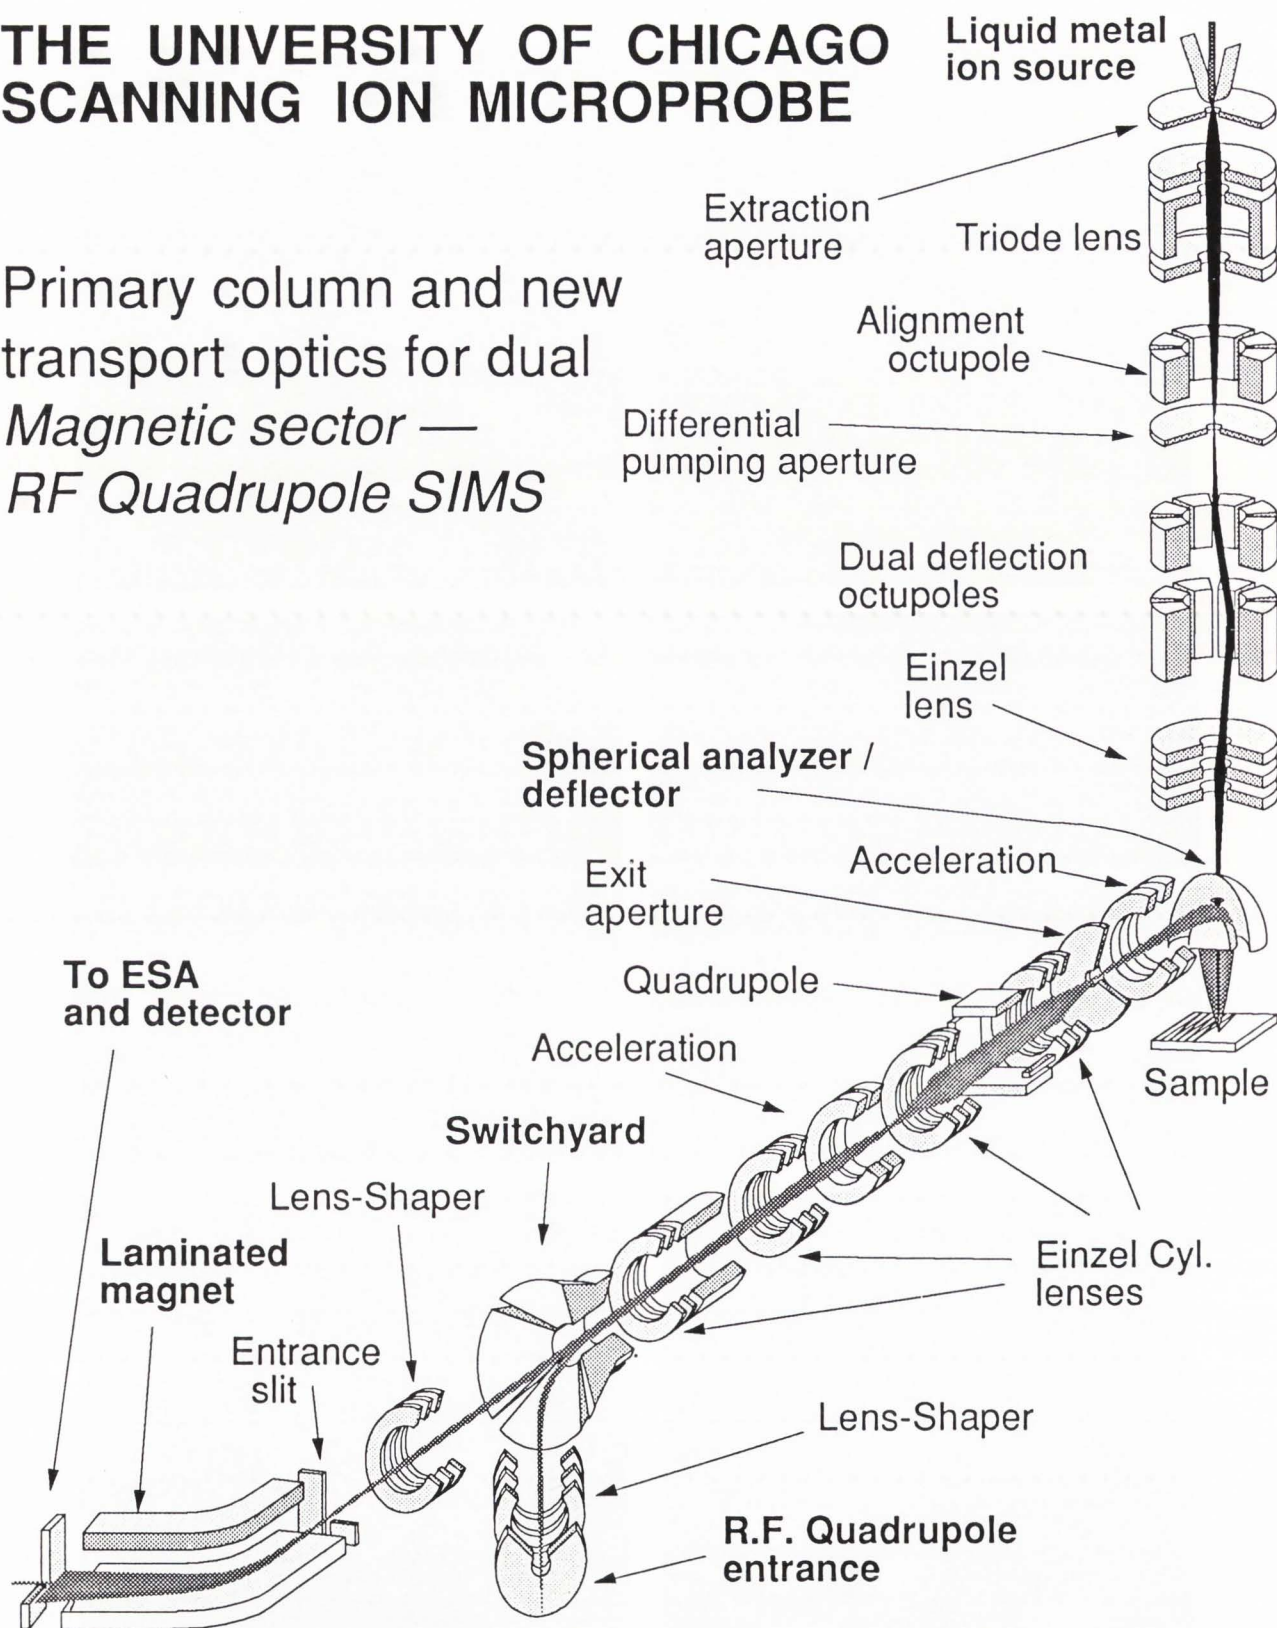 THE UNIVERSITY OF CHICAGO
SCANNING ION MICROPROBE
Liquid metal
ion source
Extraction
aperture
Triode lens
Primary column and new
transport optics for dual
Magnetic sector —
RF Quadrupole SIMS
Alignment
octupole
Differential
pumping aperture
Dual deflection
octupoles
Einzel
lens
Spherical analyzer /
deflector
Acceleration
Exit
aperture
To ESA
and detector
Quadrupole
Acceleration
Sample
Switchyard
Lens-Shaper
Laminated
magnet
Einzel Cyl.
lenses
Entrance
slit
Lens-Shaper
R.F. Quadrupole
entrance